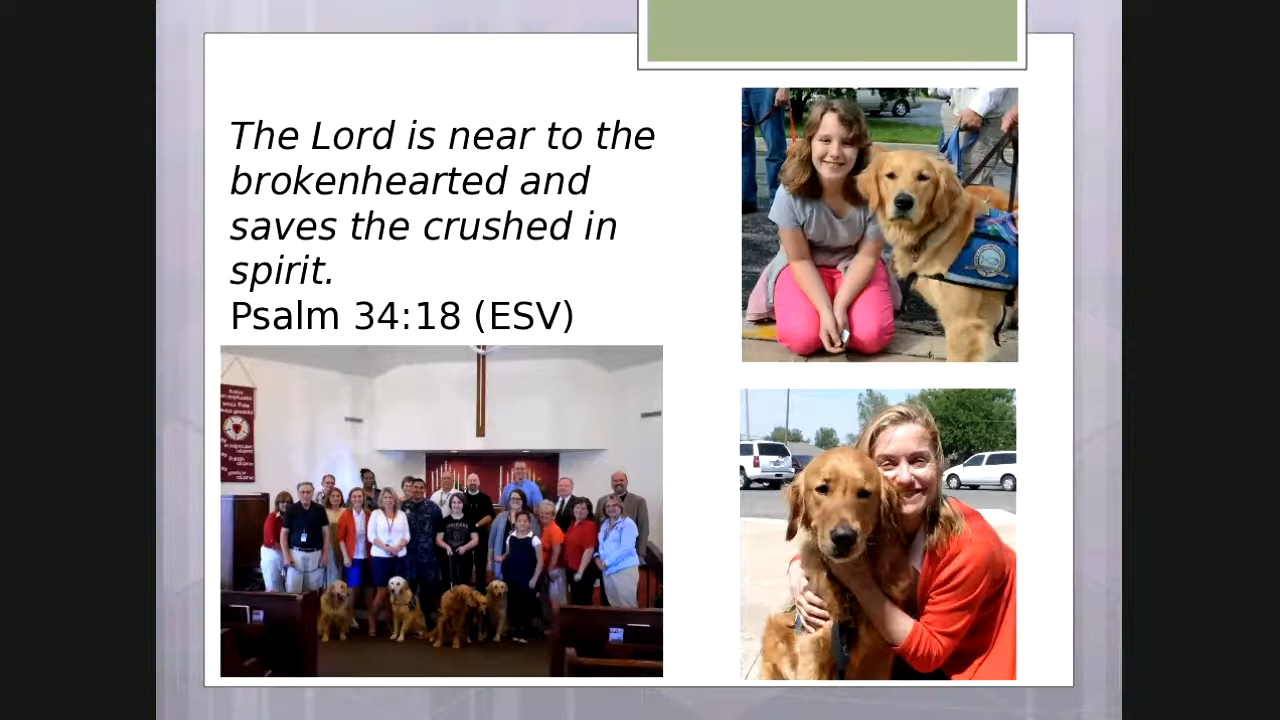 The Lord is near to the
brokenhearted and
saves the crushed in
spirit.
Psalm 34:18 (ESV)